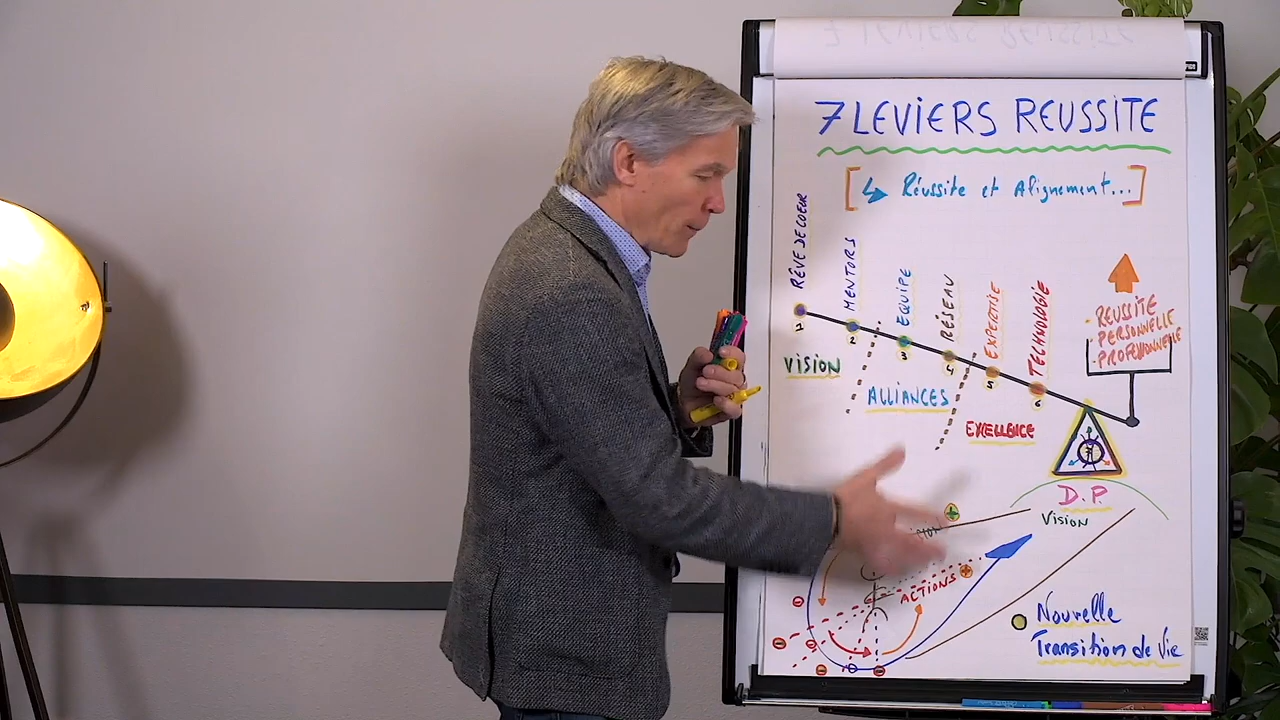 7 LEVIERS REUSSITE
[↳ Réussite et Alignement...]
RÊVE DE COEUR
MENTORS
EQUIPE
RÉSEAU
EXPERTISE
TECHNOLOGIE
- REUSSITE
- PERSONNELLE
- PROFESSIONNELLE
1
2
3
5
6
VISION
ALLIANCES
EXCELLENCE
D.P.
Vision
ACTIONS
Nouvelle
Transition de Vie